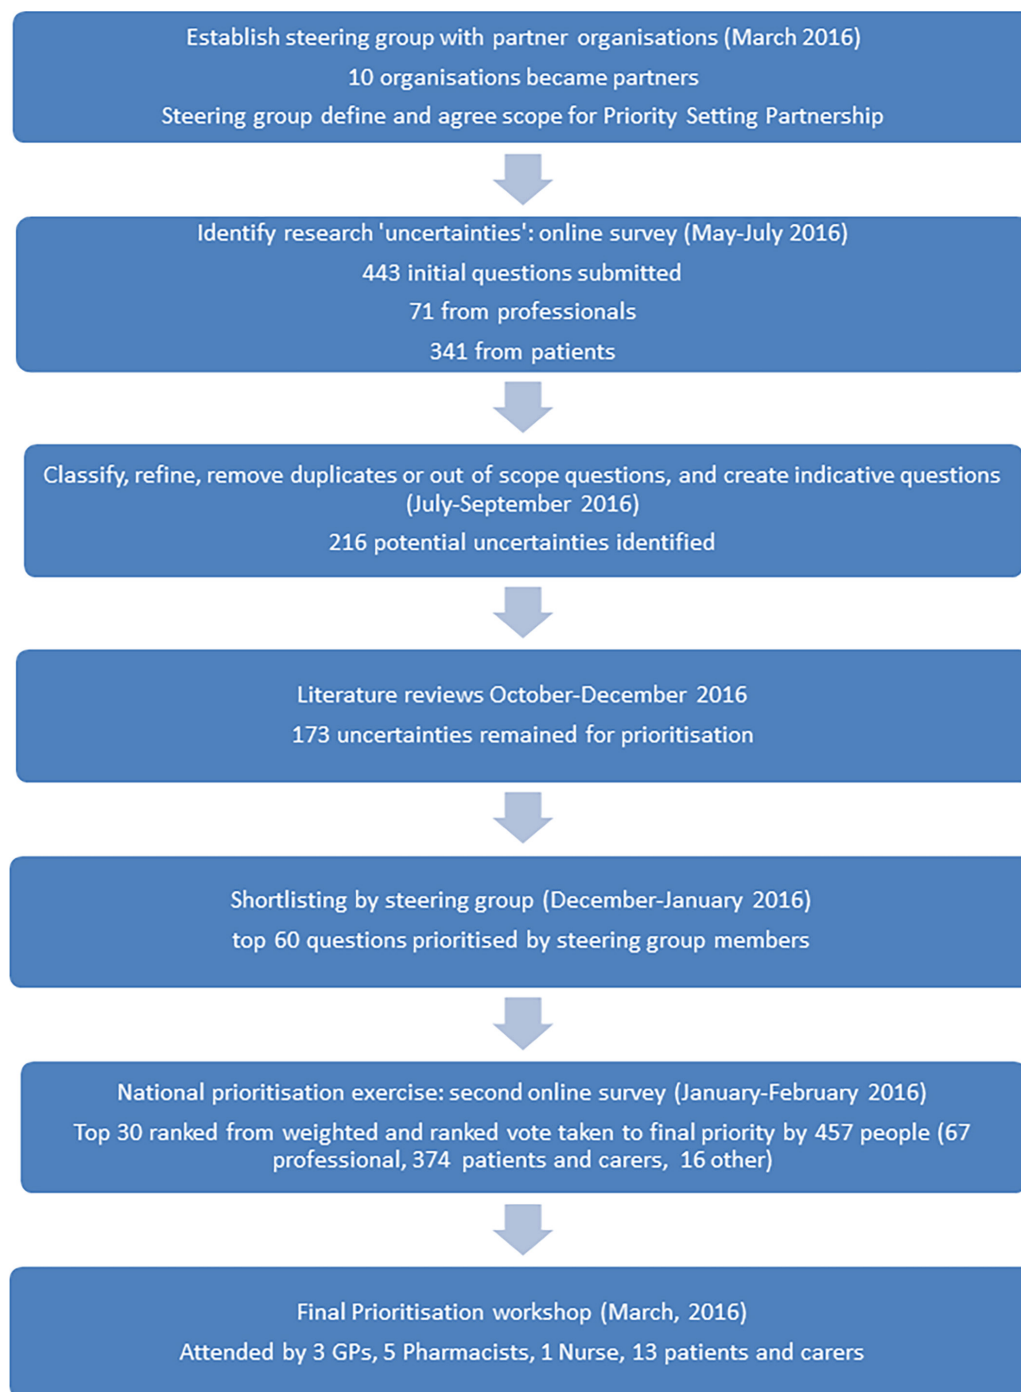 Establish steering group with partner organisations (March 2016)
10 organisations became partners
Steering group define and agree scope for Priority Setting Partnership
Identify research 'uncertainties': online survey (May-July 2016)
443 initial questions submitted
71 from professionals
341 from patients
Classify, refine, remove duplicates or out of scope questions, and create indicative questions
(July-September 2016)
216 potential uncertainties identified
Literature reviews October-December 2016
173 uncertainties remained for prioritisation
Shortlisting by steering group (December-January 2016)
top 60 questions prioritised by steering group members
National prioritisation exercise: second online survey (January-February 2016)
Top 30 ranked from weighted and ranked vote taken to final priority by 457 people (67
professional, 374 patients and carers, 16 other)
Final Prioritisation workshop (March, 2016)
Attended by 3 GPs, 5 Pharmacists, 1 Nurse, 13 patients and carers